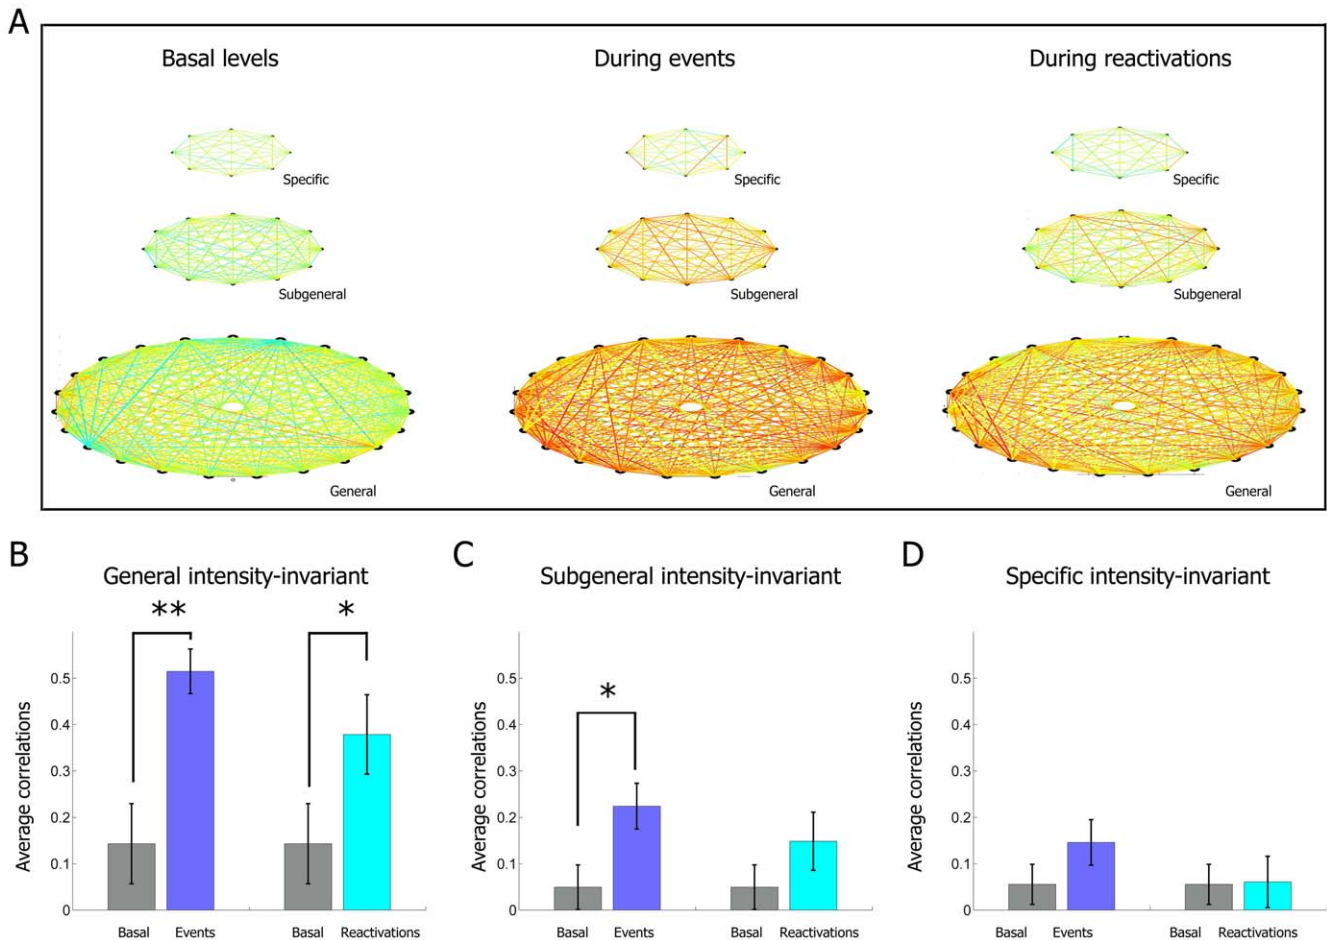 A
Basal levels
During events
During reactivations
Specific
Specific
Specific
Subgeneral
Subgeneral
Subgeneral
General
General
General
B
General intensity-invariant
**
*
Average correlations
0.5
0.4
0.3
0.2
0.1
0
Basal
Events
Basal
Reactivations
C
Subgeneral intensity-invariant
*
Average correlations
0.5
0.4
0.3
0.2
0.1
0
Basal
Events
Basal
Reactivations
D
Specific intensity-invariant
Average correlations
0.5
0.4
0.3
0.2
0.1
0
Basal
Events
Basal
Reactivations